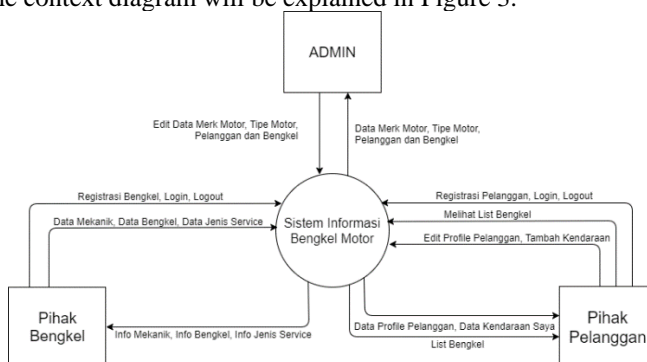 he context diagram will be explained in Figure 3.
ADMIN
Edit Data Merk Motor, Tipe Motor,
Pelanggan dan Bengkel
Data Merk Motor, Tipe Motor,
Pelanggan dan Bengkel
Registrasi Bengkel, Login, Logout
Data Mekanik, Data Bengkel, Data Jenis Service
Sistem Informasi
Bengkel Motor
Registrasi Pelanggan, Login, Logout
Melihat List Bengkel
Edit Profile Pelanggan, Tambah Kendaraan
Pihak
Bengkel
Info Mekanik, Info Bengkel, Info Jenis Service
Data Profile Pelanggan, Data Kendaraan Saya
List Bengkel
Pihak
Pelanggan